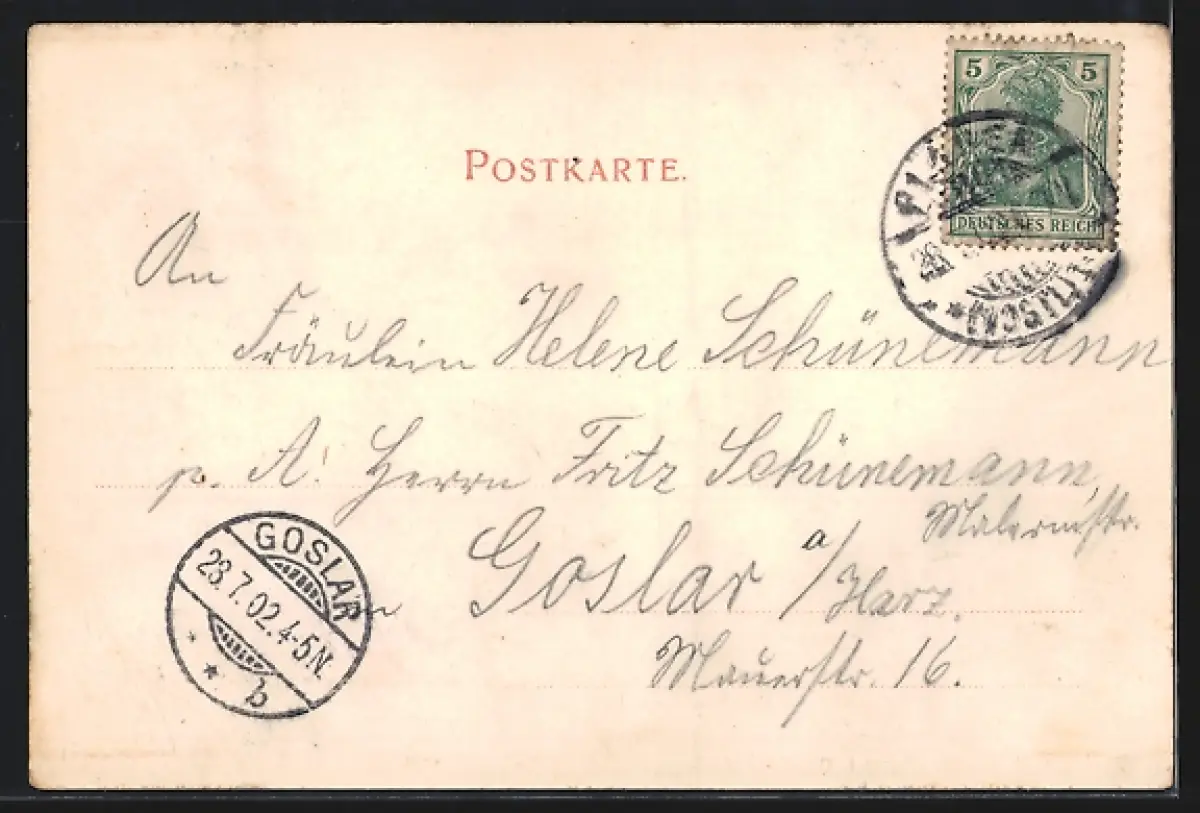 5 5
DEUTSCHES REICH
POSTKARTE.
An
Fräulein Helene Schünemann
p. A. Herrn Fritz Schünemann,
Malermstr.
Goslar a/Harz.
Mauerstr. 16.
GOSLAR
23.7.02.4-5N.
b